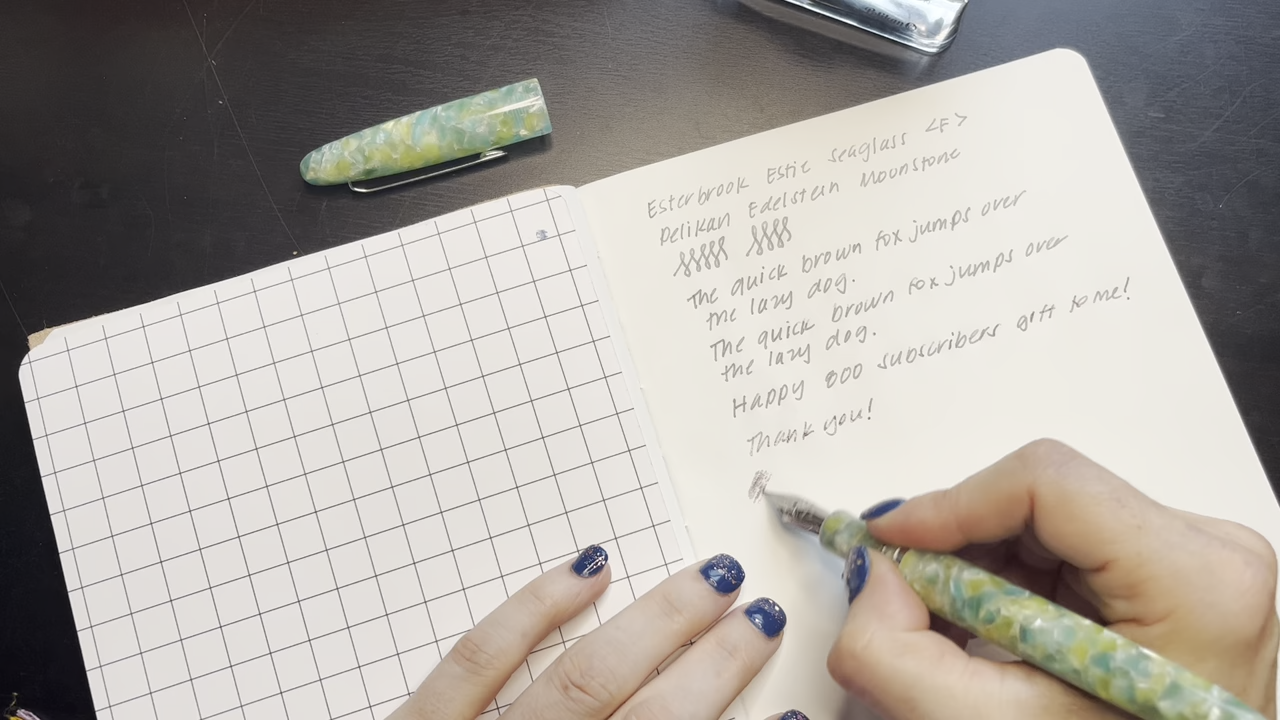 Esterbrook Estie Seaglass <F>
Pelikan Edelstein Moonstone
The quick brown fox jumps over
the lazy dog.
The quick brown fox jumps over
the lazy dog.
Happy 800 subscribers gift to me!
Thank you!